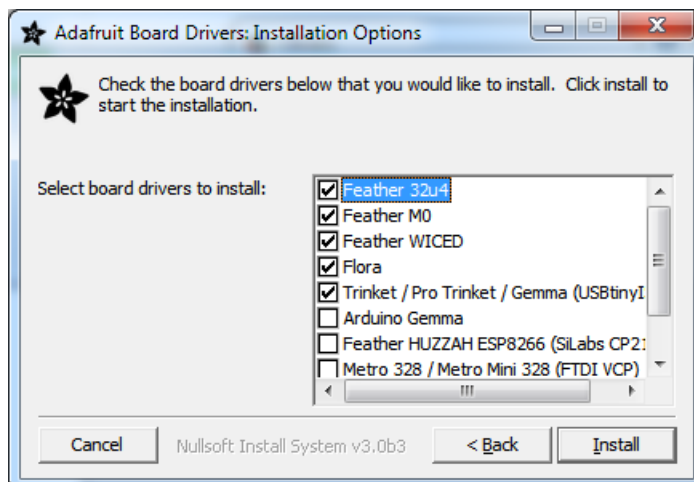 Adafruit Board Drivers: Installation Options
Check the board drivers below that you would like to install. Click install to
start the installation.
Select board drivers to install:
Feather 32u4
Feather M0
Feather WICED
Flora
Trinket / Pro Trinket / Gemma (USBtinyI
Arduino Gemma
Feather HUZZAH ESP8266 (SiLabs CP21
Metro 328 / Metro Mini 328 (FTDI VCP)
Cancel
Nullsoft Install System v3.0b3
< Back
Install